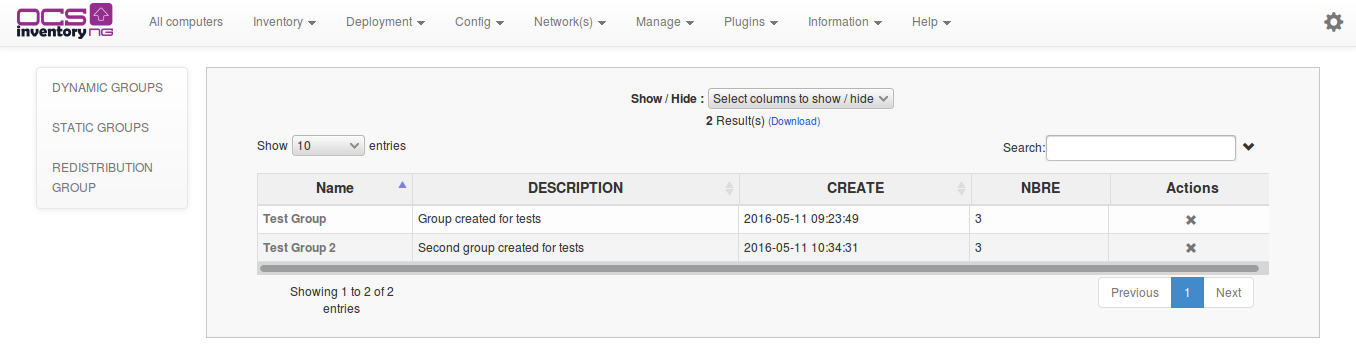 OCS inventory NG
All computers Inventory Deployment Config Network(s) Manage Plugins Information Help
DYNAMIC GROUPS
STATIC GROUPS
REDISTRIBUTION
GROUP
Show / Hide : Select columns to show / hide
2 Result(s) (Download)
Show 10 entries
Search:
Name DESCRIPTION CREATE NBRE Actions
Test Group Group created for tests 2016-05-11 09:23:49 3
Test Group 2 Second group created for tests 2016-05-11 10:34:31 3
Showing 1 to 2 of 2
entries
Previous 1 Next